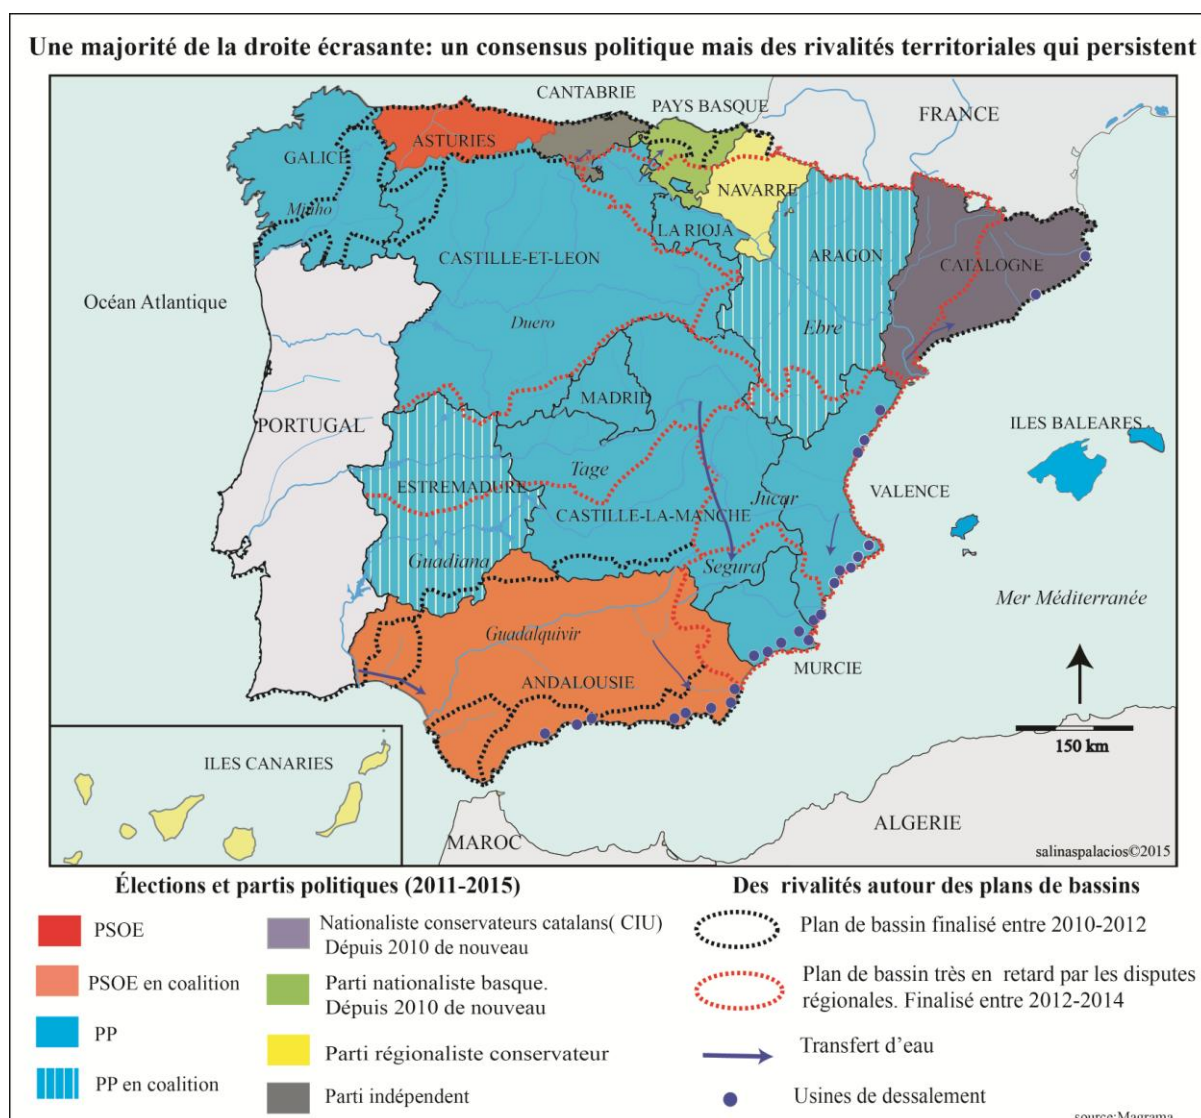 Une majorité de la droite écrasante: un consensus politique mais des rivalités territoriales qui persistent
CANTABRIE
PAYS BASQUE
FRANCE
ASTURIES
GALICE
NAVARRE
Minho
LA RIOJA
CASTILLE-ET-LEON
ARAGON
CATALOGNE
Océan Atlantique
Duero
Ebre
MADRID
PORTUGAL
ILES BALEARES
Tage
ESTREMADURE
Jucar
VALENCE
CASTILLE-LA-MANCHE
Guadiana
Segura
Mer Méditerranée
Guadalquivir
MURCIE
ANDALOUSIE
150 km
ILES CANARIES
ALGERIE
MAROC
salinaspalacios©2015
Élections et partis politiques (2011-2015)
PSOE
PSOE en coalition
PP
PP en coalition
Nationaliste conservateurs catalans( CIU)
Dépuis 2010 de nouveau
Parti nationaliste basque.
Dépuis 2010 de nouveau
Parti régionaliste conservateur
Parti indépendent
Des rivalités autour des plans de bassins
Plan de bassin finalisé entre 2010-2012
Plan de bassin très en retard par les disputes
régionales. Finalisé entre 2012-2014
Transfert d'eau
Usines de dessalement
source:Magrama